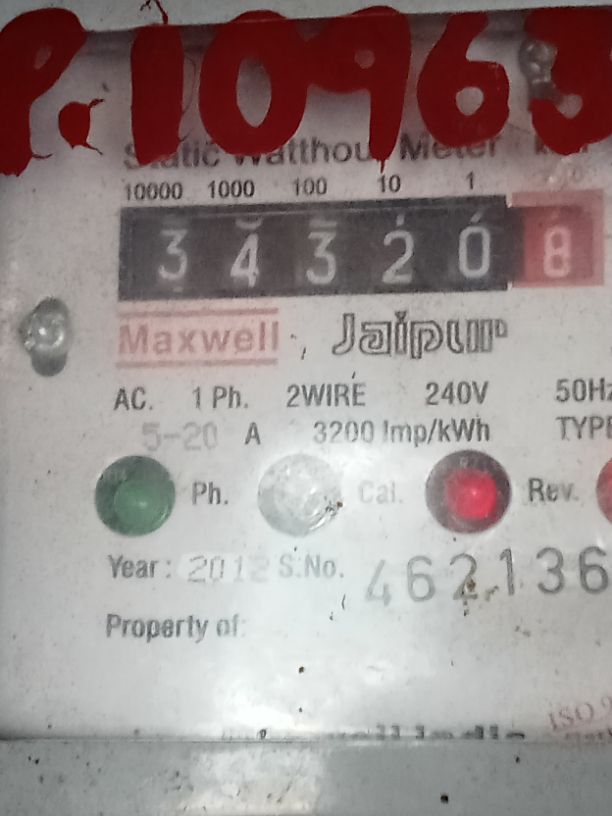 P.10963
Static Watthour Meter
10000 1000 100 10 1
3 4 3 2 0 8
Maxwell Jaipur
AC. 1 Ph. 2WIRE 240V 50Hz
5-20 A 3200 Imp/kWh TYPE
Ph. Cal. Rev.
Year: 2012 S.No. 462136
Property of:
ISO 9